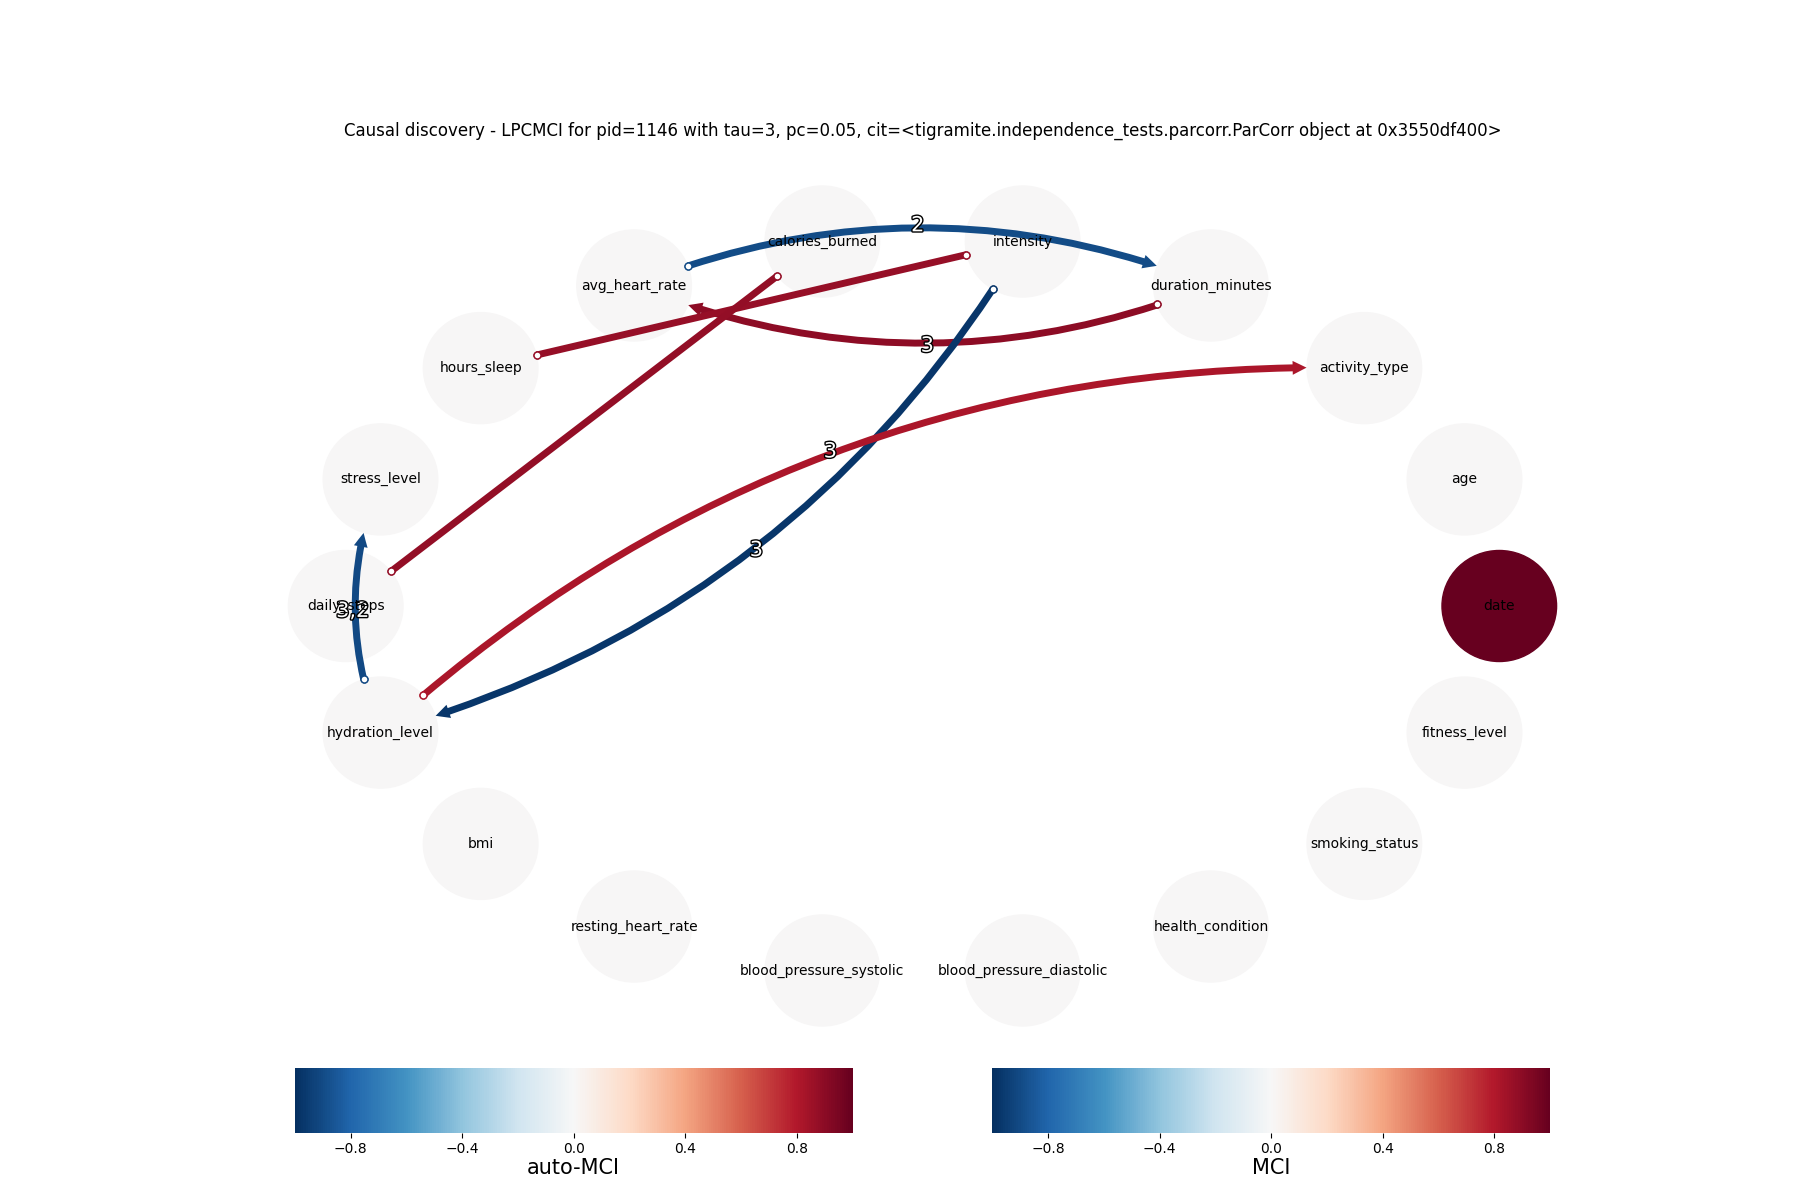 Causal discovery - LPCMCI for pid=1146 with tau=3, pc=0.05, cit=<tigramite.independence_tests.parcorr.ParCorr object at 0x3550df400>
2
calories_burned
intensity
avg_heart_rate
duration_minutes
3
hours_sleep
activity_type
3
stress_level
age
3
daily_steps
3,2
date
hydration_level
fitness_level
bmi
smoking_status
resting_heart_rate
health_condition
blood_pressure_systolic
blood_pressure_diastolic
−0.8 −0.4 0.0 0.4 0.8
auto-MCI
−0.8 −0.4 0.0 0.4 0.8
MCI